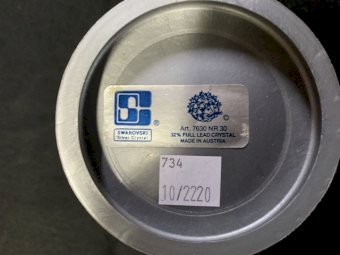 SWAROVSKI
Silver Crystal
©
Art. 7630 NR 30
32% FULL LEAD CRYSTAL
MADE IN AUSTRIA
734
10/2220